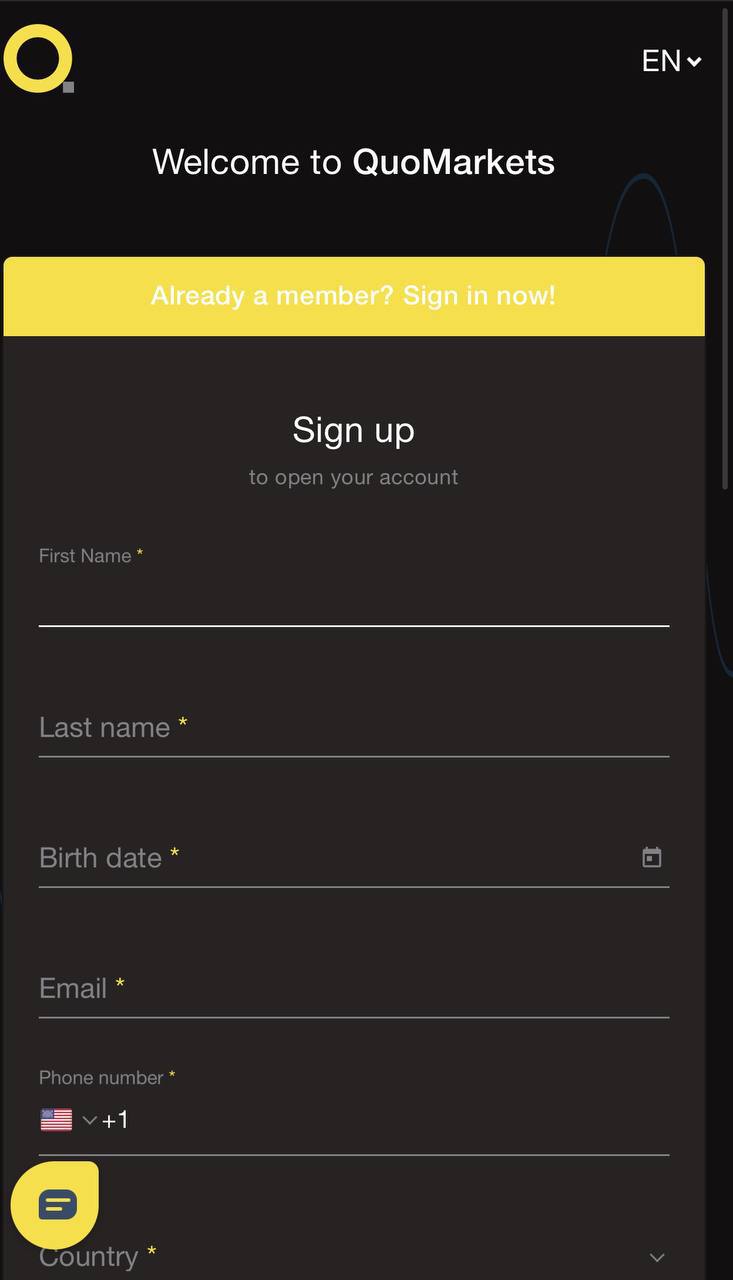 EN
Welcome to QuoMarkets
Already a member? Sign in now!
Sign up
to open your account
First Name *
Last name *
Birth date *
Email *
Phone number *
+1
Country *